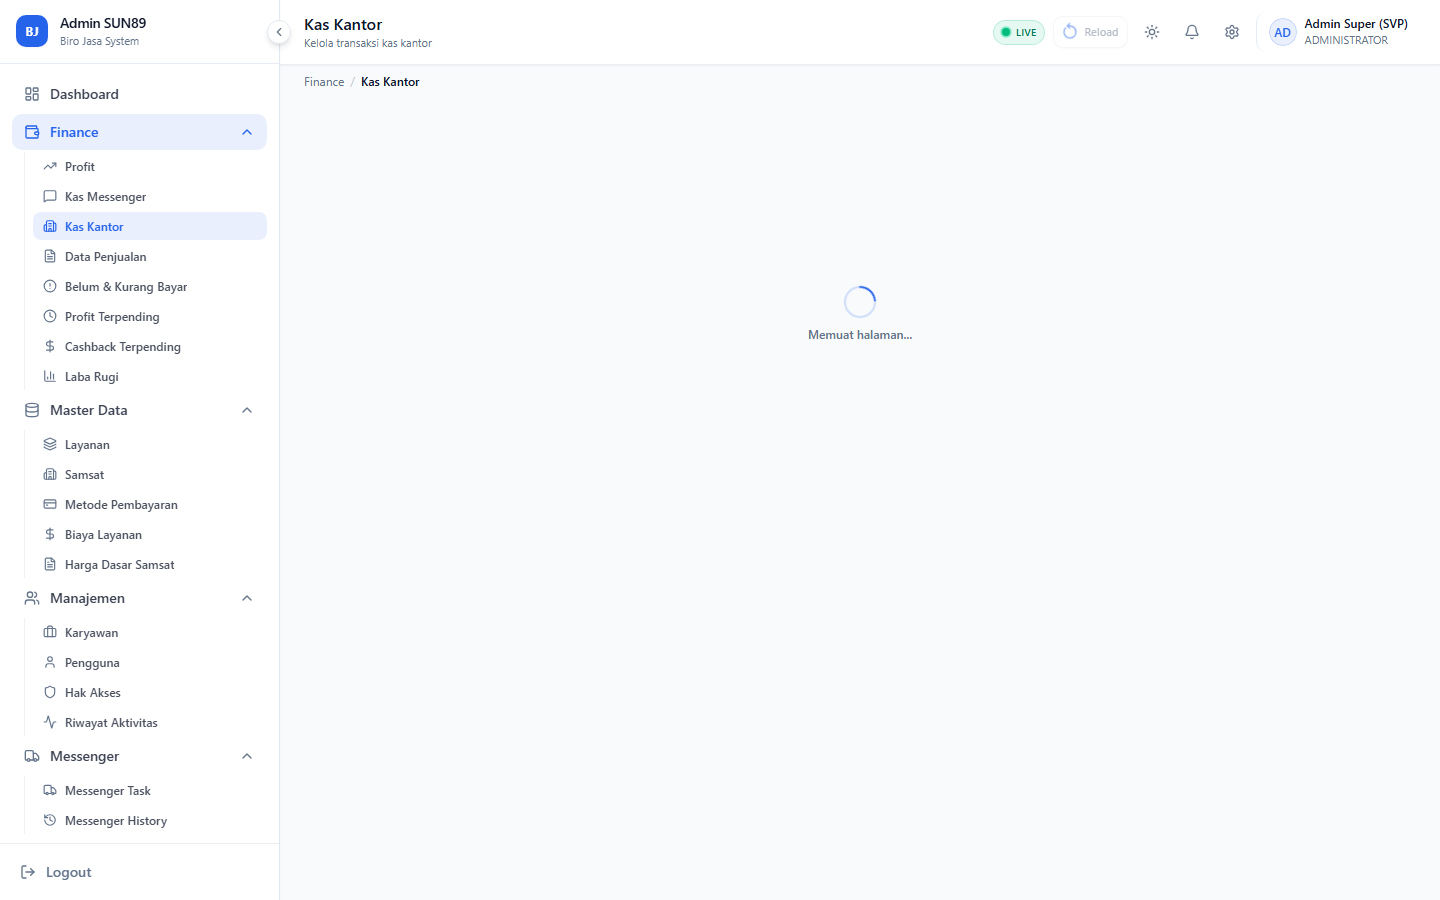 BJ
Admin SUN89
Biro Jasa System
Dashboard
Finance
Profit
Kas Messenger
Kas Kantor
Data Penjualan
Belum & Kurang Bayar
Profit Terpending
Cashback Terpending
Laba Rugi
Master Data
Layanan
Samsat
Metode Pembayaran
Biaya Layanan
Harga Dasar Samsat
Manajemen
Karyawan
Pengguna
Hak Akses
Riwayat Aktivitas
Messenger
Messenger Task
Messenger History
Logout
Kas Kantor
Kelola transaksi kas kantor
LIVE
Reload
AD
Admin Super (SVP)
ADMINISTRATOR
Finance / Kas Kantor
Memuat halaman...